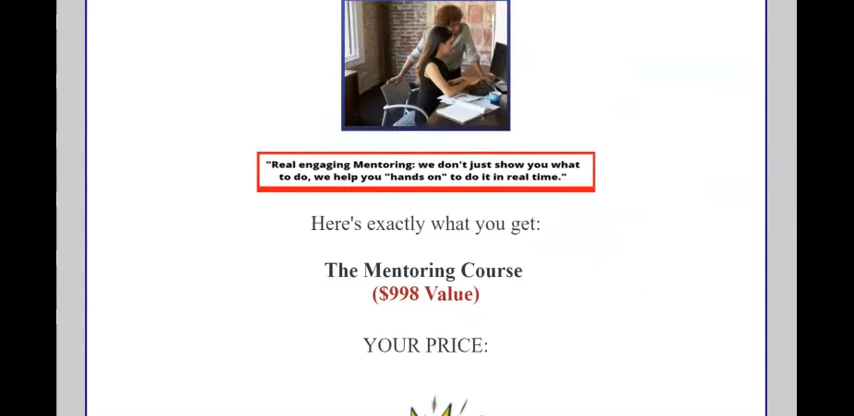 "Real engaging Mentoring: we don't just show you what
to do, we help you "hands on" to do it in real time."
Here's exactly what you get:
The Mentoring Course
($998 Value)
YOUR PRICE: